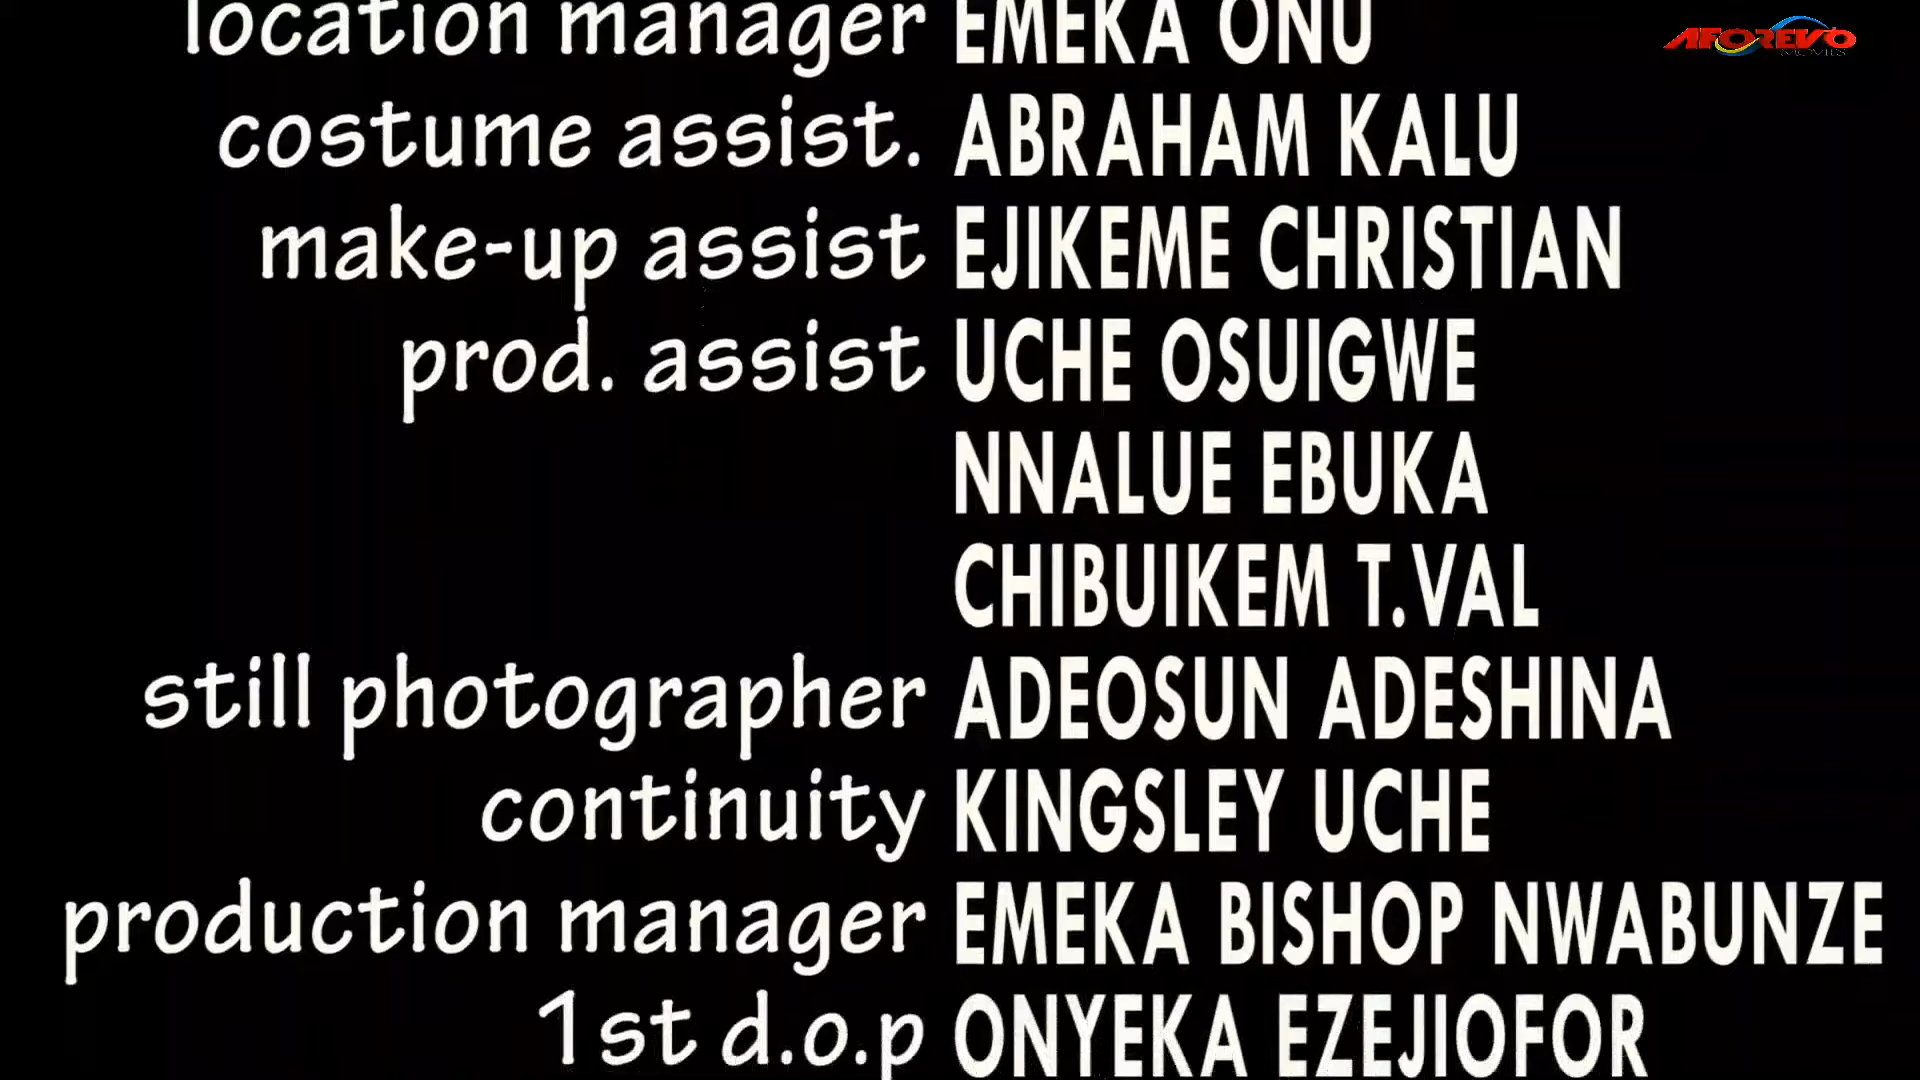 location manager EMEKA ONU
AFOREVO
MOVIES
costume assist. ABRAHAM KALU
make-up assist EJIKEME CHRISTIAN
prod. assist UCHE OSUIGWE
NNALUE EBUKA
CHIBUIKEM T.VAL
still photographer ADEOSUN ADESHINA
continuity KINGSLEY UCHE
production manager EMEKA BISHOP NWABUNZE
1st d.o.p ONYEKA EZEJIOFOR